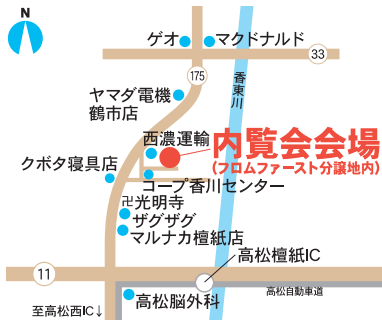 N
ゲオ
マクドナルド
33
175
香東川
ヤマダ電機
鶴市店
西濃運輸
内覧会会場
(フロムファースト分譲地内)
クボタ寝具店
コープ香川センター
卍光明寺
ザグザグ
マルナカ檀紙店
高松檀紙IC
11
高松自動車道
至高松西IC↓
高松脳外科